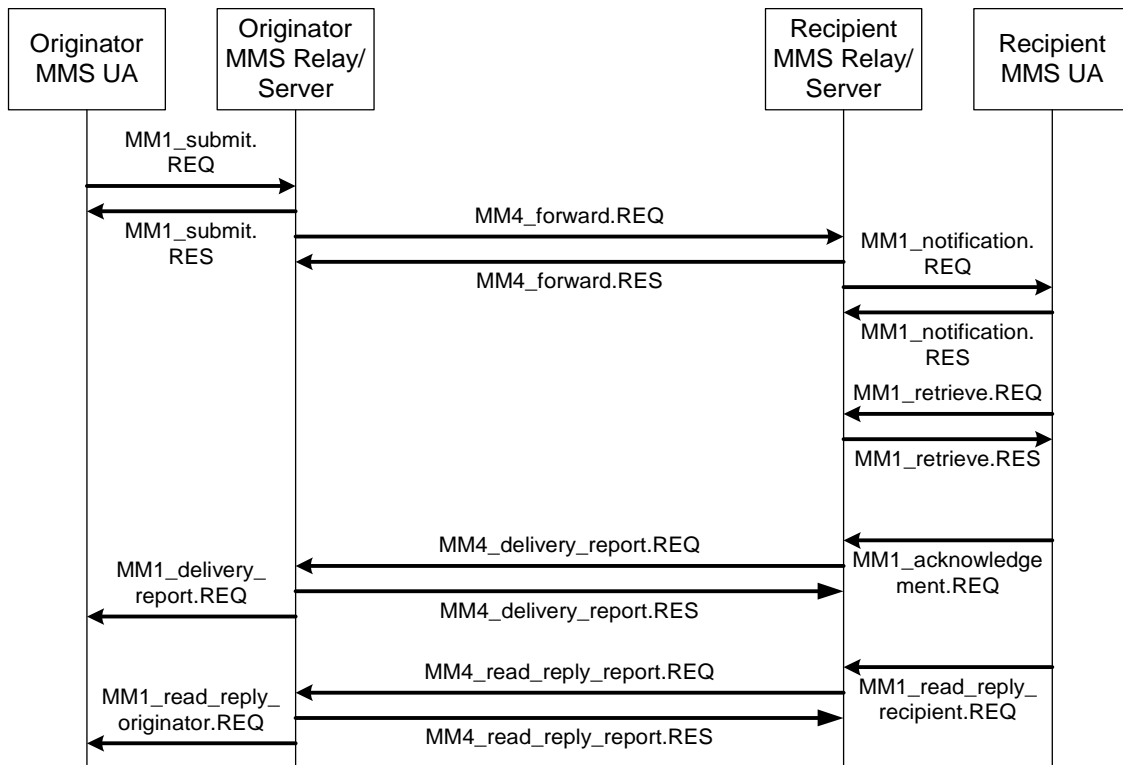 Originator
MMS UA
Originator
MMS Relay/
Server
Recipient
MMS Relay/
Server
Recipient
MMS UA
MM1_submit.
REQ
MM1_submit.
RES
MM4_forward.REQ
MM4_forward.RES
MM1_notification.
REQ
MM1_notification.
RES
MM1_retrieve.REQ
MM1_retrieve.RES
MM4_delivery_report.REQ
MM1_acknowledge
ment.REQ
MM1_delivery_
report.REQ
MM4_delivery_report.RES
MM4_read_reply_report.REQ
MM1_read_reply_
recipient.REQ
MM1_read_reply_
originator.REQ
MM4_read_reply_report.RES